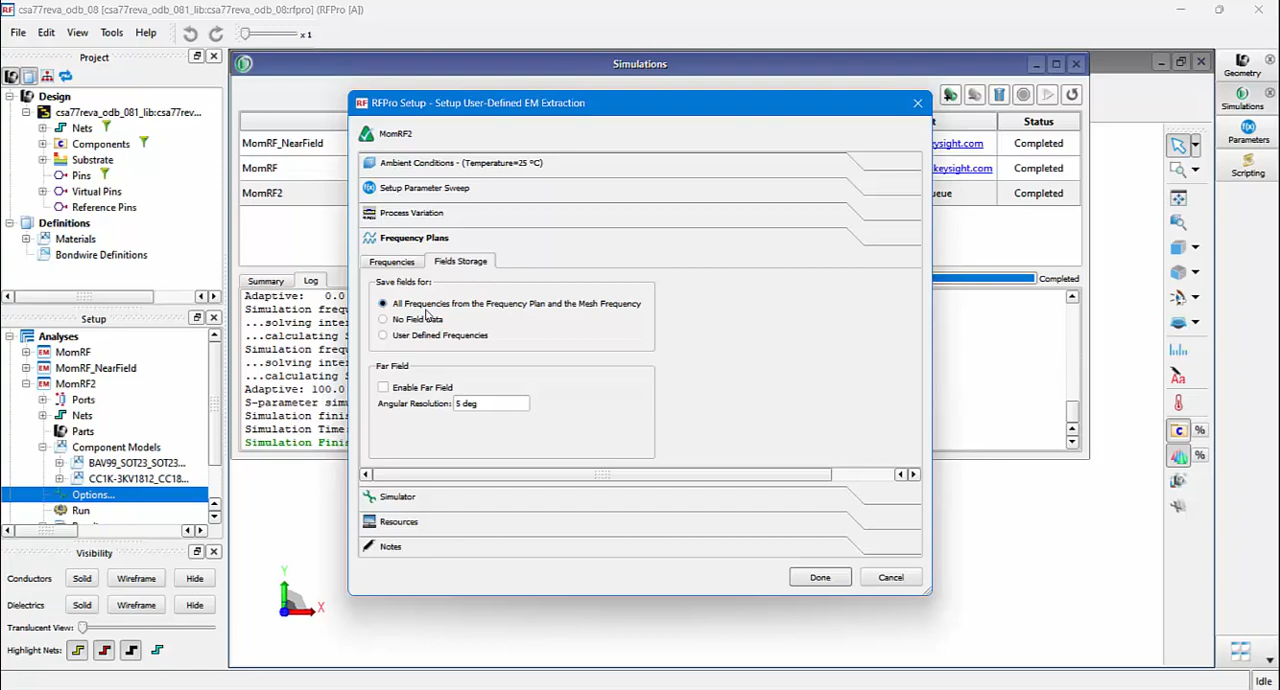 csa77reva_odb_08 [csa77reva_odb_081_lib:csa77reva_odb_08:rfpro] (RFPro [A])
File Edit View Tools Help
x 1
Project
Design
csa77reva_odb_081_lib:csa77rev...
Nets
Components
Substrate
Pins
Virtual Pins
Reference Pins
Definitions
Materials
Bondwire Definitions
Setup
Analyses
MomRF
MomRF_NearField
MomRF2
Ports
Nets
Parts
Component Models
BAV99_SOT23_SOT23...
CC1K-3KV1812_CC18...
Options...
Run
Visibility
Conductors Solid Wireframe Hide
Dielectrics Solid Wireframe Hide
Translucent View:
Highlight Nets:
Simulations
Status
MomRF_NearField
ysight.com Completed
MomRF
keysight.com Completed
MomRF2
ueue Completed
Summary Log
Completed
Adaptive: 0.0
Simulation freq
...solving inter
...calculating S
Simulation freq
...solving inter
...calculating S
Adaptive: 100.0
S-parameter sim
Simulation finis
Simulation Time
Simulation Finis
RFPro Setup - Setup User-Defined EM Extraction
MomRF2
Ambient Conditions - (Temperature=25 ºC)
Setup Parameter Sweep
Process Variation
Frequency Plans
Frequencies Fields Storage
Save fields for:
All Frequencies from the Frequency Plan and the Mesh Frequency
No Field Data
User Defined Frequencies
Far Field
Enable Far Field
Angular Resolution: 5 deg
Simulator
Resources
Notes
Done Cancel
Geometry
Simulations
Parameters
Scripting
Aa
%
%
Y
X
Idle